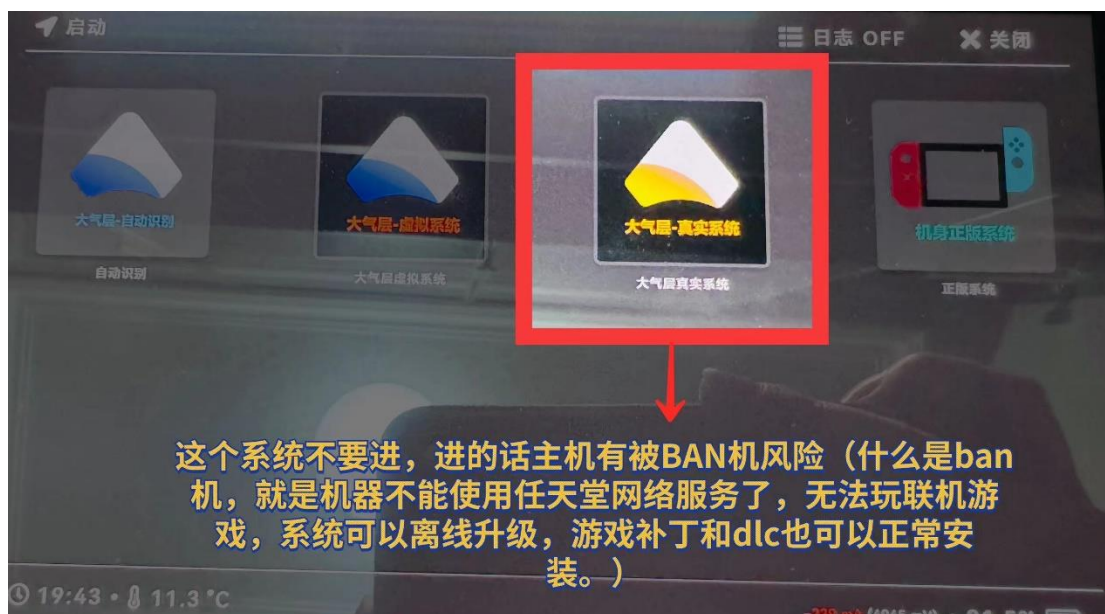 启动
日志 OFF
关闭
大气层-自动识别
大气层-虚拟系统
大气层-真实系统
机身正版系统
自动识别
大气层虚拟系统
大气层真实系统
正版系统
这个系统不要进，进的话主机有被BAN机风险（什么是ban
机，就是机器不能使用任天堂网络服务了，无法玩联机游
戏，系统可以离线升级，游戏补丁和dlc也可以正常安
装。）
19:43 • 11.3 °C